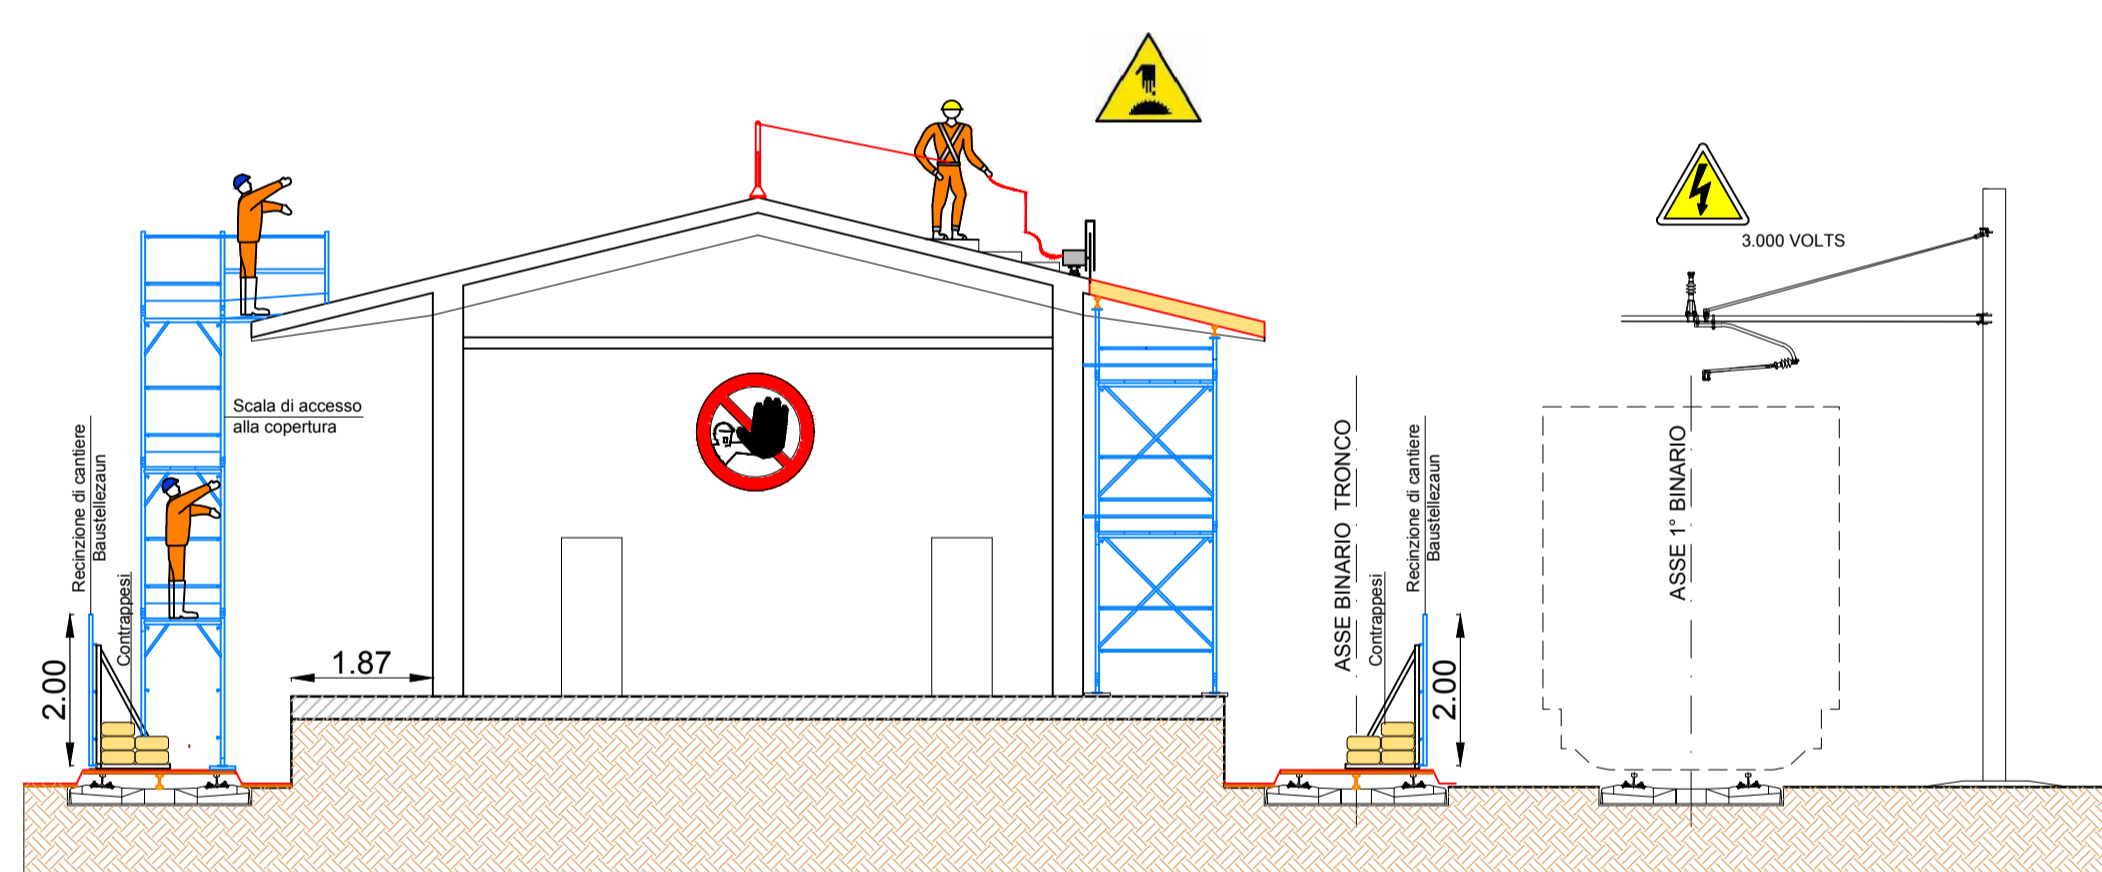 3.000 VOLTS
Scala di accesso
alla copertura
Recinzione di cantiere
Baustellezaun
Contrappesi
2.00
1.87
ASSE BINARIO TRONCO
Contrappesi
Recinzione di cantiere
Baustellezaun
2.00
ASSE 1° BINARIO